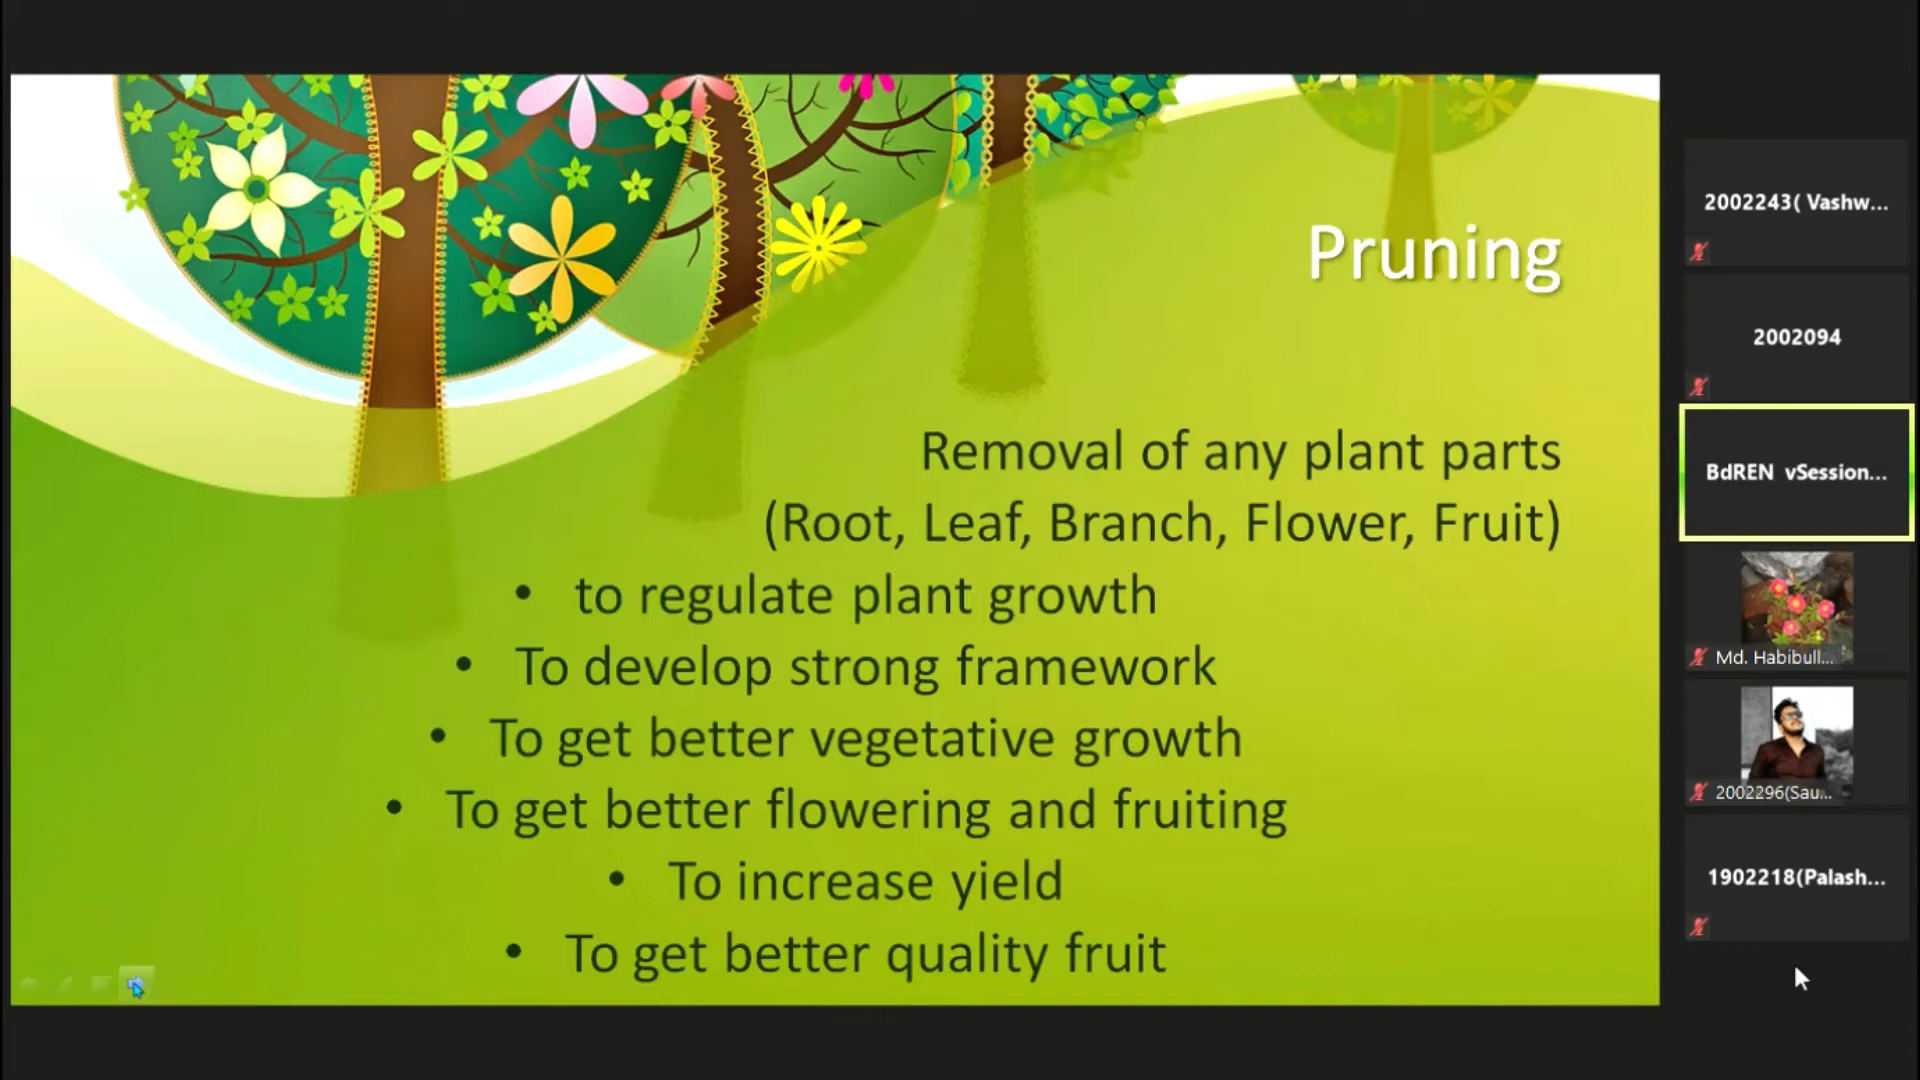 Pruning
Removal of any plant parts
(Root, Leaf, Branch, Flower, Fruit)
• to regulate plant growth
• To develop strong framework
• To get better vegetative growth
• To get better flowering and fruiting
• To increase yield
• To get better quality fruit
2002243( Vashw...
2002094
BdREN vSession...
Md. Habibull...
2002296(Sau...
1902218(Palash...